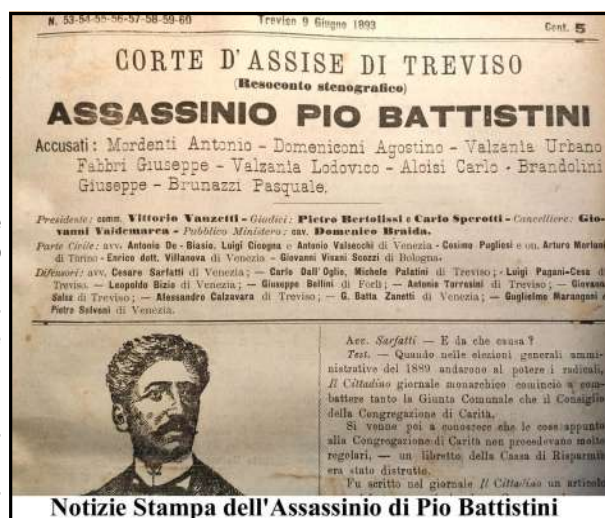 N. 53-54-55-56-57-58-59-60 Treviso 9 Giugno 1893 Cent. 5
CORTE D'ASSISE DI TREVISO
(Resoconto stenografico)
ASSASSINIO PIO BATTISTINI
Accusati: Mordenti Antonio - Domeniconi Agostino - Valzania Urbano
Fabbri Giuseppe - Valzania Lodovico - Aloisi Carlo - Brandolini
Giuseppe - Brunazzi Pasquale.
Presidente: comm. Vittorio Vanzetti - Giudici: Pietro Bertolissi e Carlo Sperotti - Cancelliere: Gio-
vanni Valdemarca - Pubblico Ministero: cav. Domenico Braida.
Parte Civile: avv. Antonio De-Biasio, Luigi Cicogna e Antonio Valsecchi di Venezia - Cosimo Pugliesi e on. Arturo Merloni
di Torino - Enrico dott. Villanova di Venezia - Giovanni Visani Scozzi di Bologna.
Difensori: avv. Cesare Sarfatti di Venezia; - Carlo Dall'Oglio, Michele Palatini di Treviso; - Luigi Pagani-Cesa di
Treviso. - Leopoldo Bizio di Venezia; - Giuseppe Bellini di Forlì; - Antonio Tarrasini di Treviso; - Giovanni
Salsa di Treviso; - Alessandro Calzavara di Treviso; - G. Batta Zanetti di Venezia; - Guglielmo Marangoni e
Pietro Salvoni di Venezia.
Avv. Sarfatti — E da che causa?
Test. — Quando nelle elezioni generali ammi-
nistrative del 1889 andarono al potere i radicali,
Il Cittadino giornale monarchico cominciò a com-
battere tanto la Giunta Comunale che il Consiglio
della Congregazione di Carità.
Si venne poi a conoscere che le cose appunto
alla Congregazione di Carità non procedevano molto
regolari, — un libretto della Cassa di Risparmio
era stato distrutto.
Fu scritto nel giornale Il Cittadino un articolo
Notizie Stampa dell'Assassinio di Pio Battistini